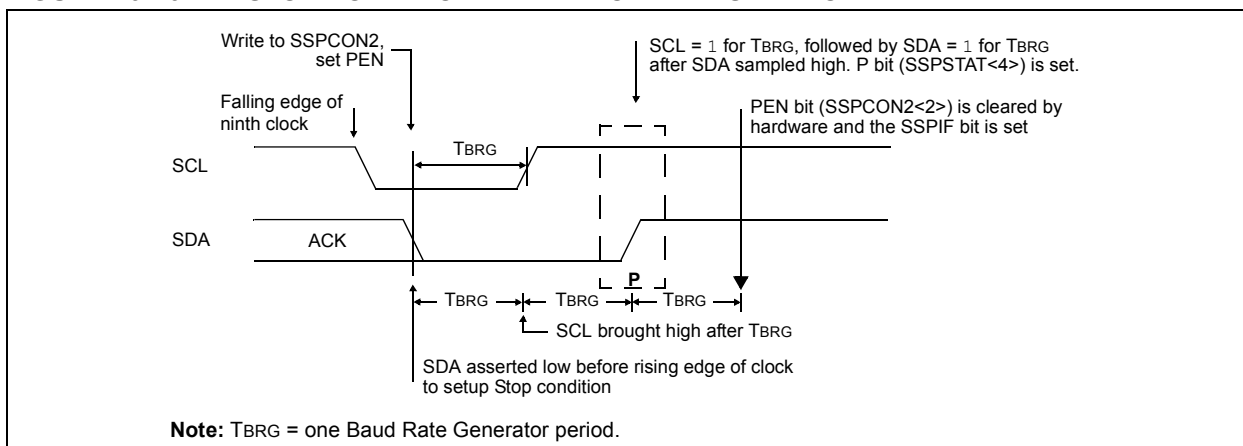 Write to SSPCON2,
set PEN
SCL = 1 for TBRG, followed by SDA = 1 for TBRG
after SDA sampled high. P bit (SSPSTAT<4>) is set.
Falling edge of
ninth clock
PEN bit (SSPCON2<2>) is cleared by
hardware and the SSPIF bit is set
TBRG
SCL
SDA
ACK
P
TBRG
TBRG
TBRG
SCL brought high after TBRG
SDA asserted low before rising edge of clock
to setup Stop condition
Note: TBRG = one Baud Rate Generator period.